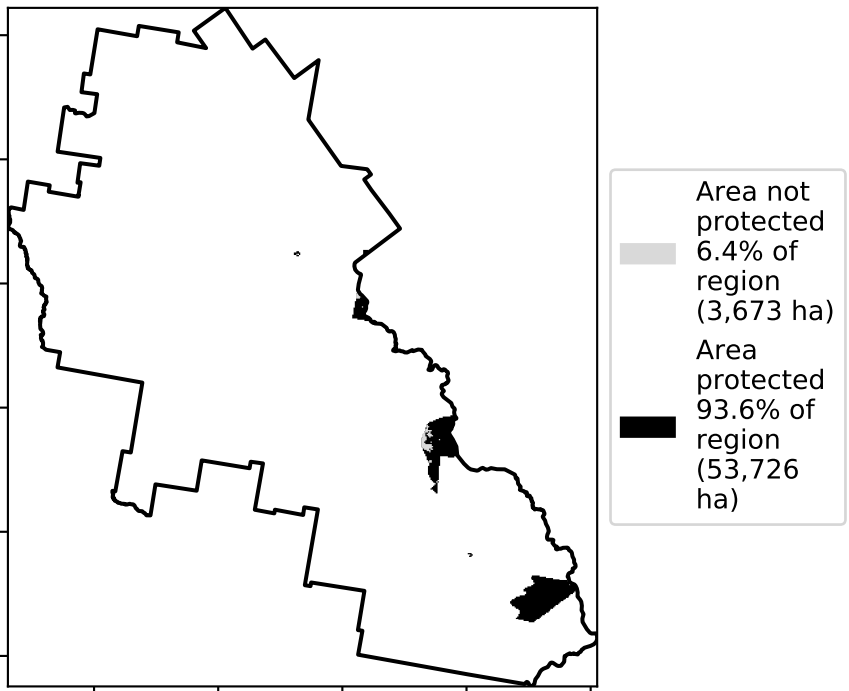 Area not
protected
6.4% of
region
(3,673 ha)
Area
protected
93.6% of
region
(53,726
ha)